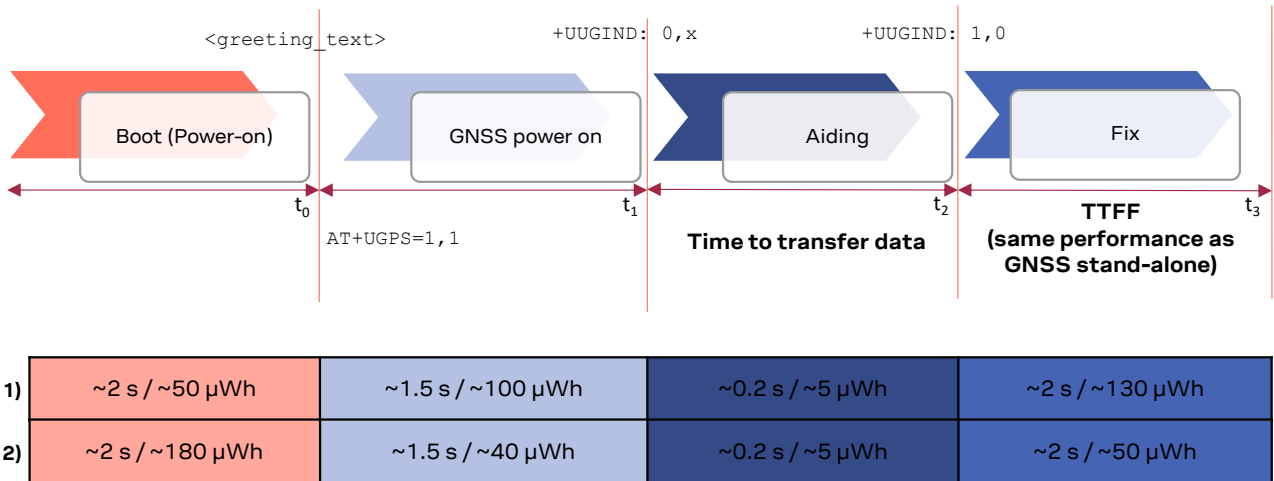 <greeting_text>
+UUGIND: 0,x
+UUGIND: 1,0
Boot (Power-on)
GNSS power on
Aiding
Fix
t0
t1
t2
t3
AT+UGPS=1,1
Time to transfer data
TTFF
(same performance as
GNSS stand-alone)
1) ~2 s / ~50 µWh ~1.5 s / ~100 µWh ~0.2 s / ~5 µWh ~2 s / ~130 µWh
2) ~2 s / ~180 µWh ~1.5 s / ~40 µWh ~0.2 s / ~5 µWh ~2 s / ~50 µWh